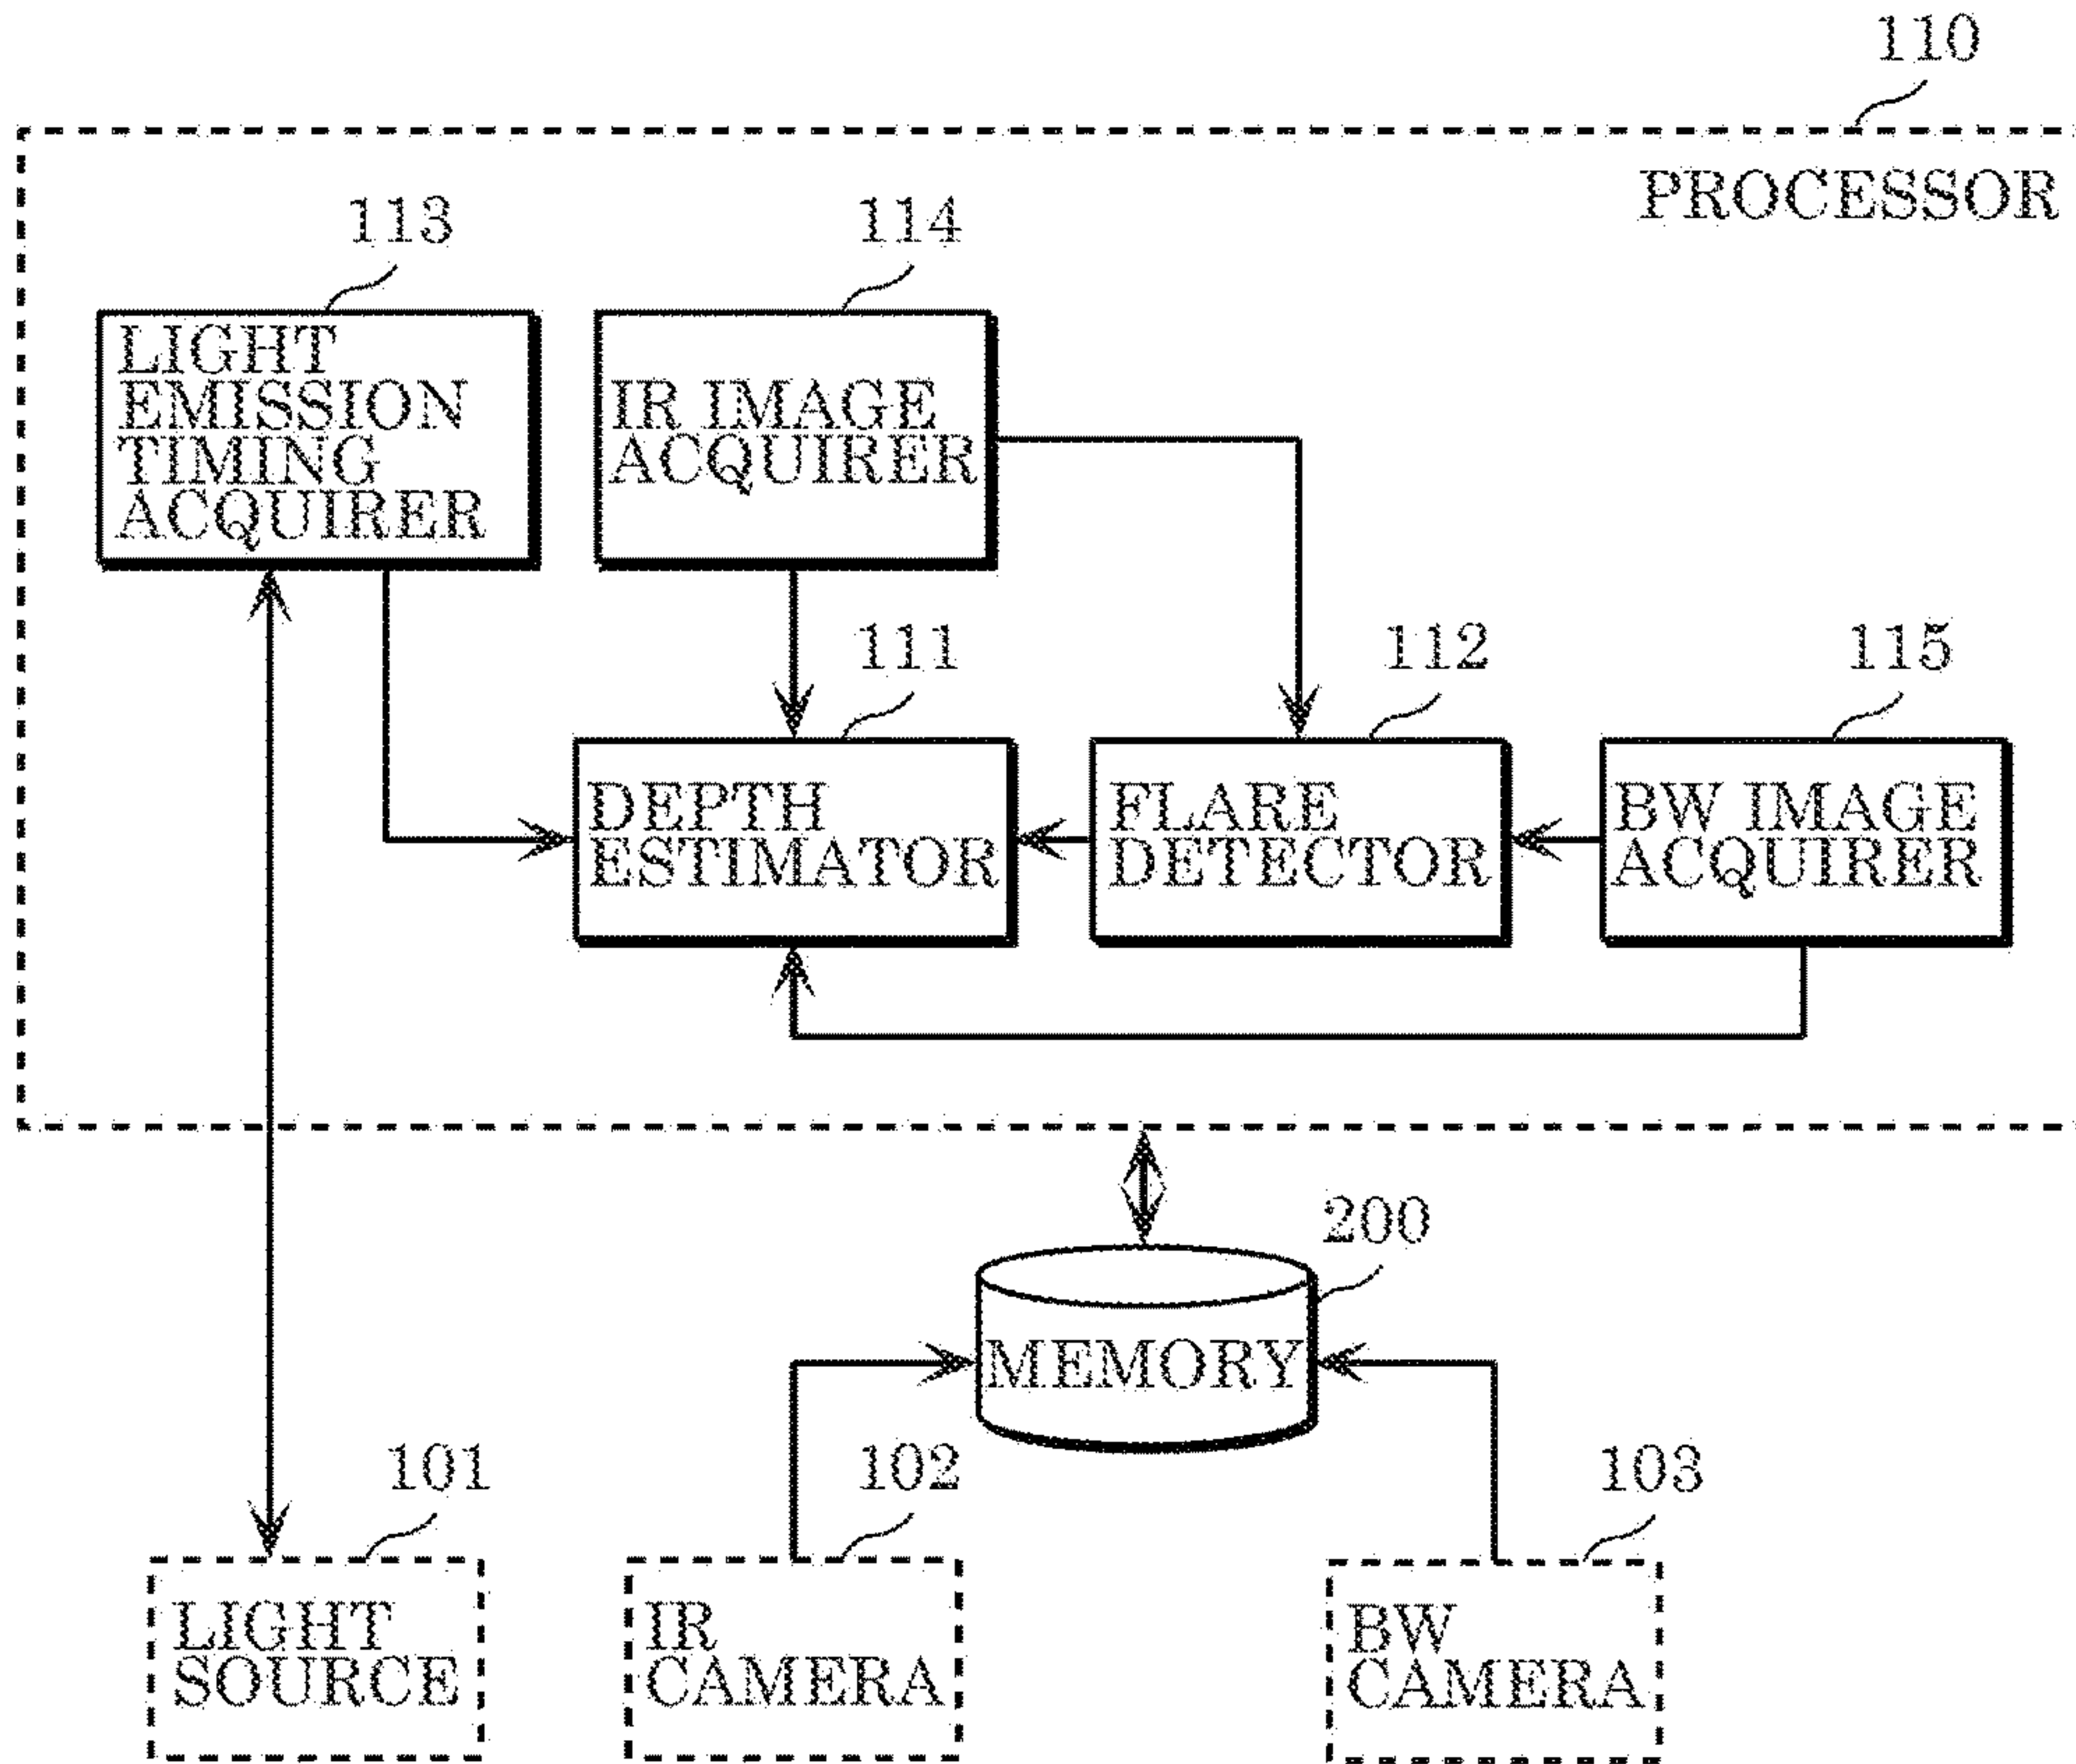 110
PROCESSOR
113
114
LIGHT
EMISSION
TIMING
ACQUIRER
IR IMAGE
ACQUIRER
111
112
115
DEPTH
ESTIMATOR
FLARE
DETECTOR
BW IMAGE
ACQUIRER
200
MEMORY
101
102
103
LIGHT
SOURCE
IR
CAMERA
BW
CAMERA